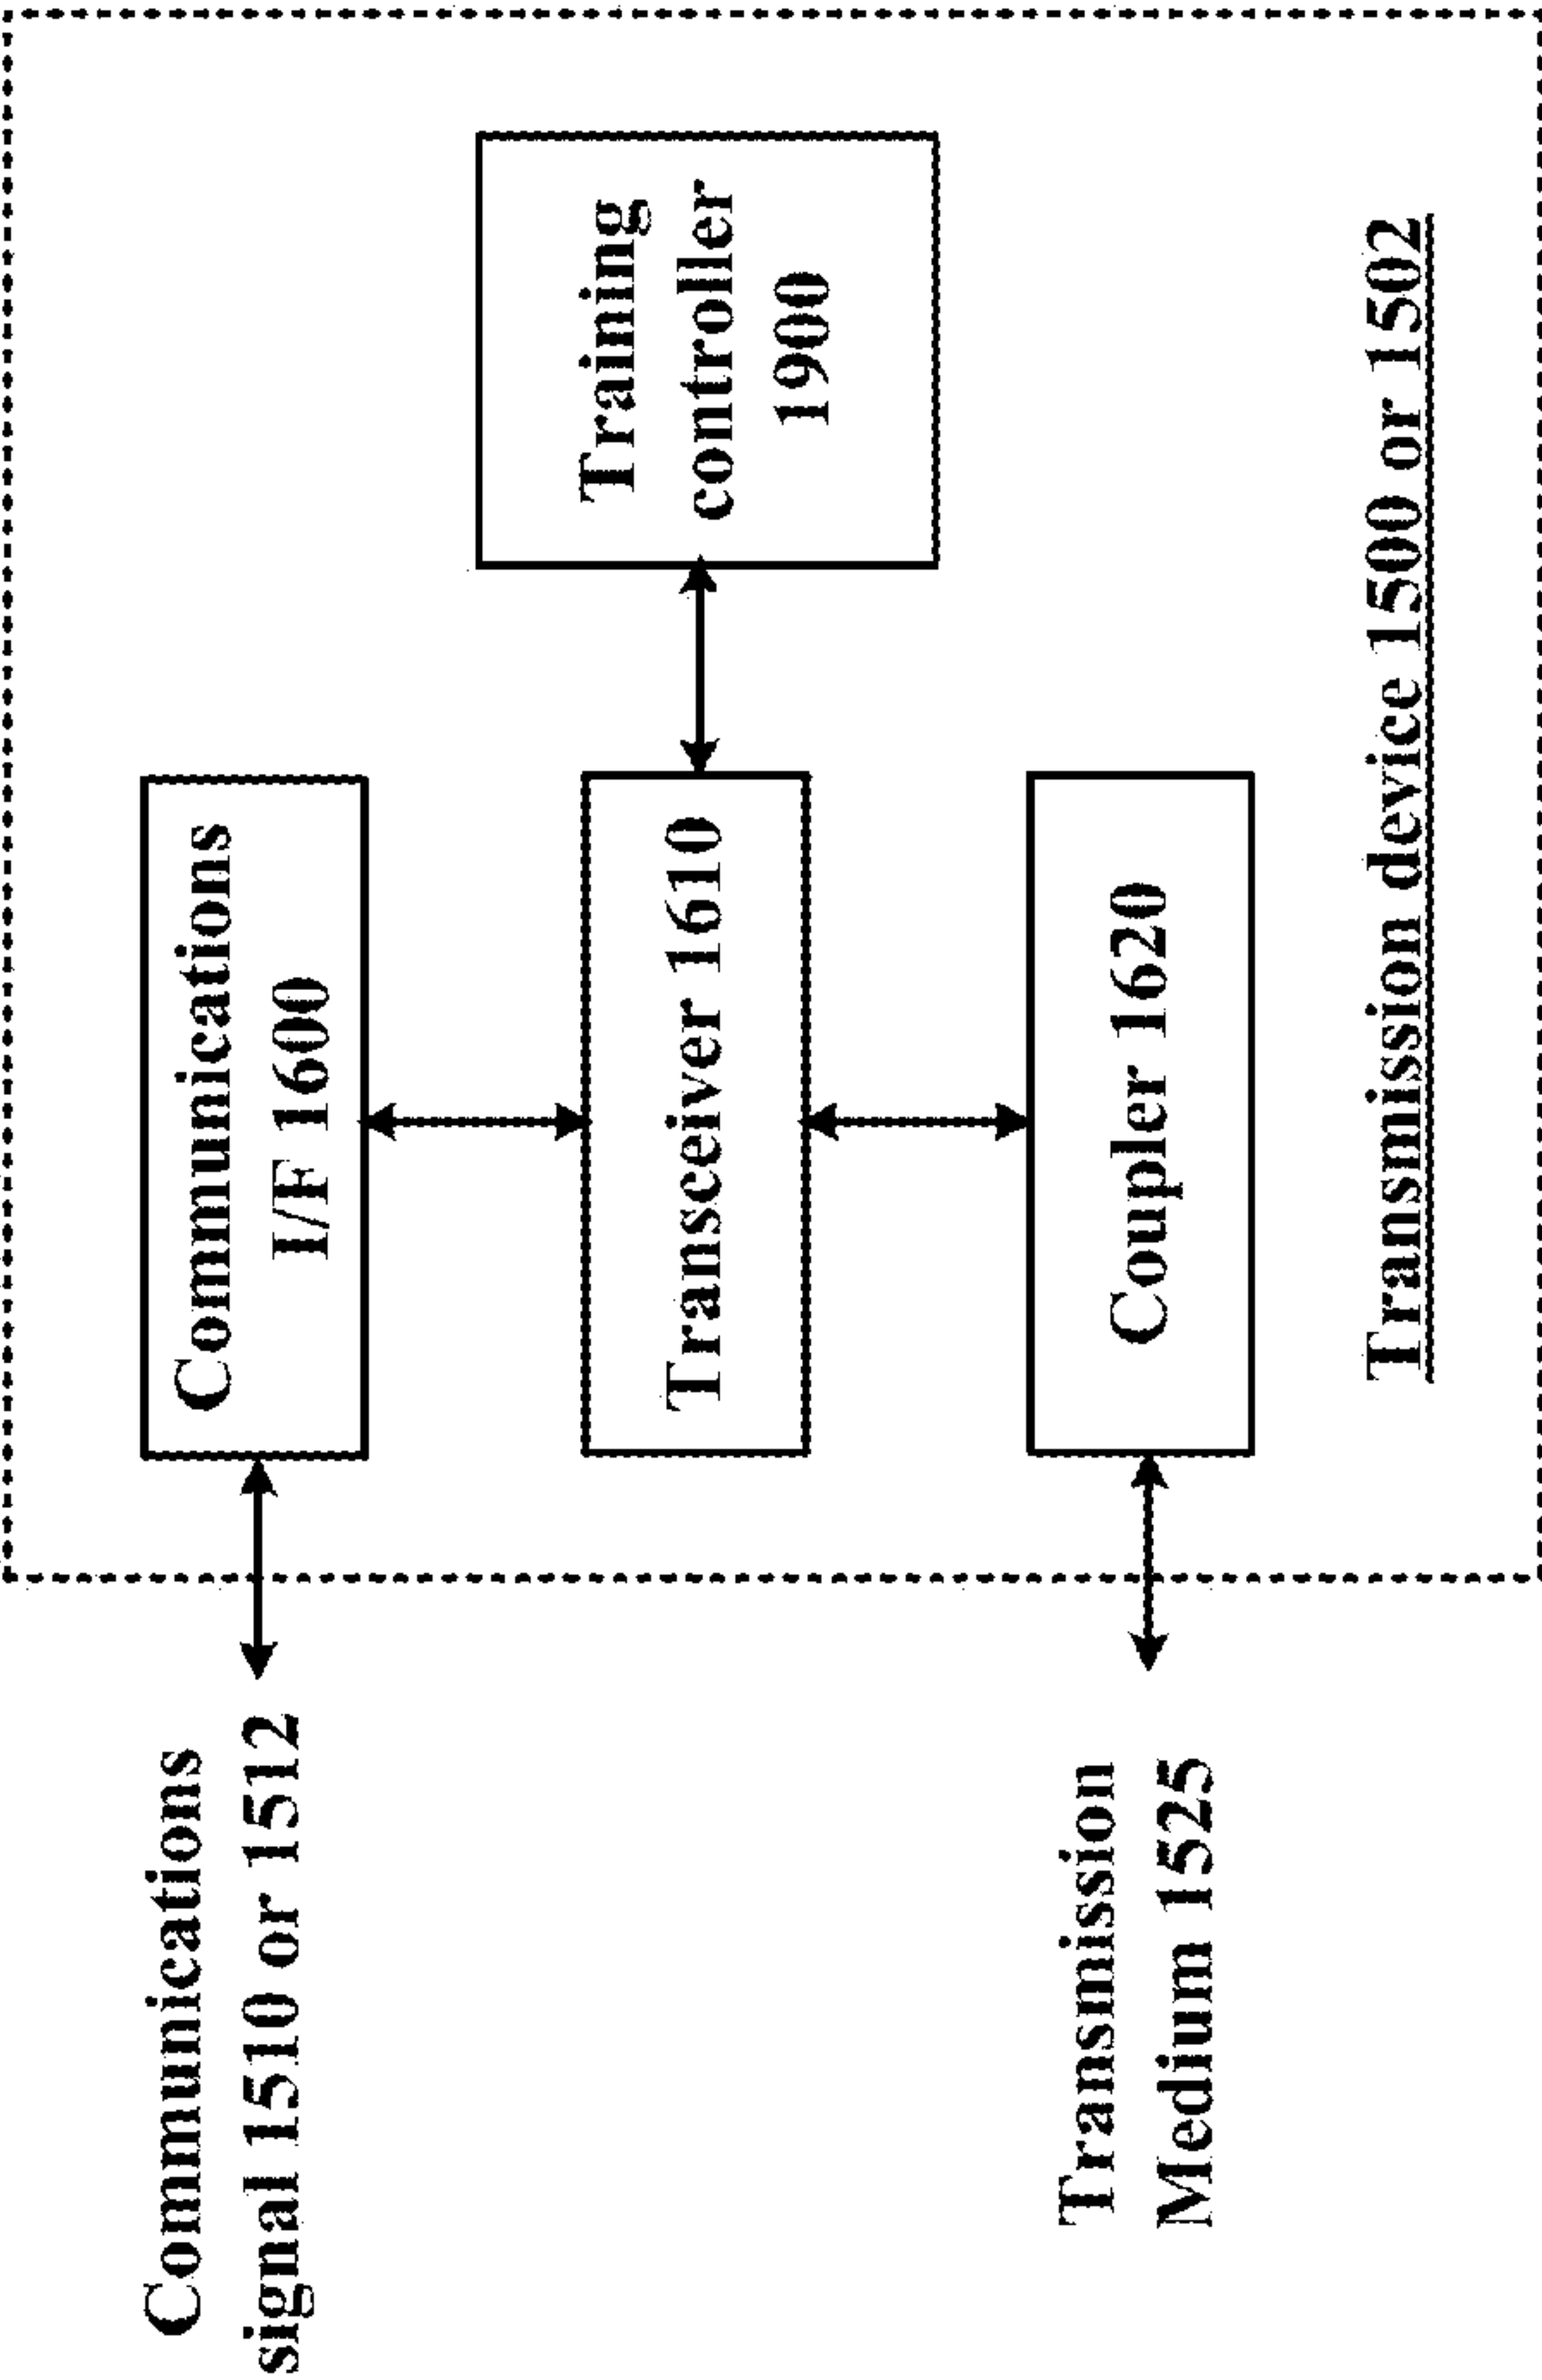 Communications
signal 1510 or 1512
Communications
I/F 1600
Transceiver 1610
Training
controller
1900
Coupler 1620
Transmission
Medium 1525
Transmission device 1500 or 1502